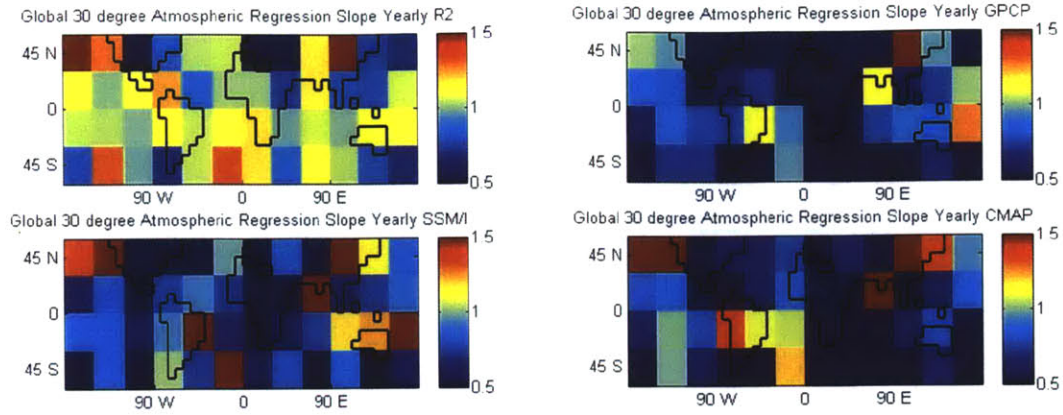 Global 30 degree Atmospheric Regression Slope Yearly R2
45 N
0
45 S
90 W 0 90 E
1 5
1
0.5
Global 30 degree Atmospheric Regression Slope Yearly GPCP
45 N
0
45 S
90 W 0 90 E
1 5
1
0.5
Global 30 degree Atmospheric Regression Slope Yearly SSM/I
45 N
0
45 S
90 W 0 90 E
1 5
1
0.5
Global 30 degree Atmospheric Regression Slope Yearly CMAP
45 N
0
45 S
90 W 0 90 E
1 5
1
0.5